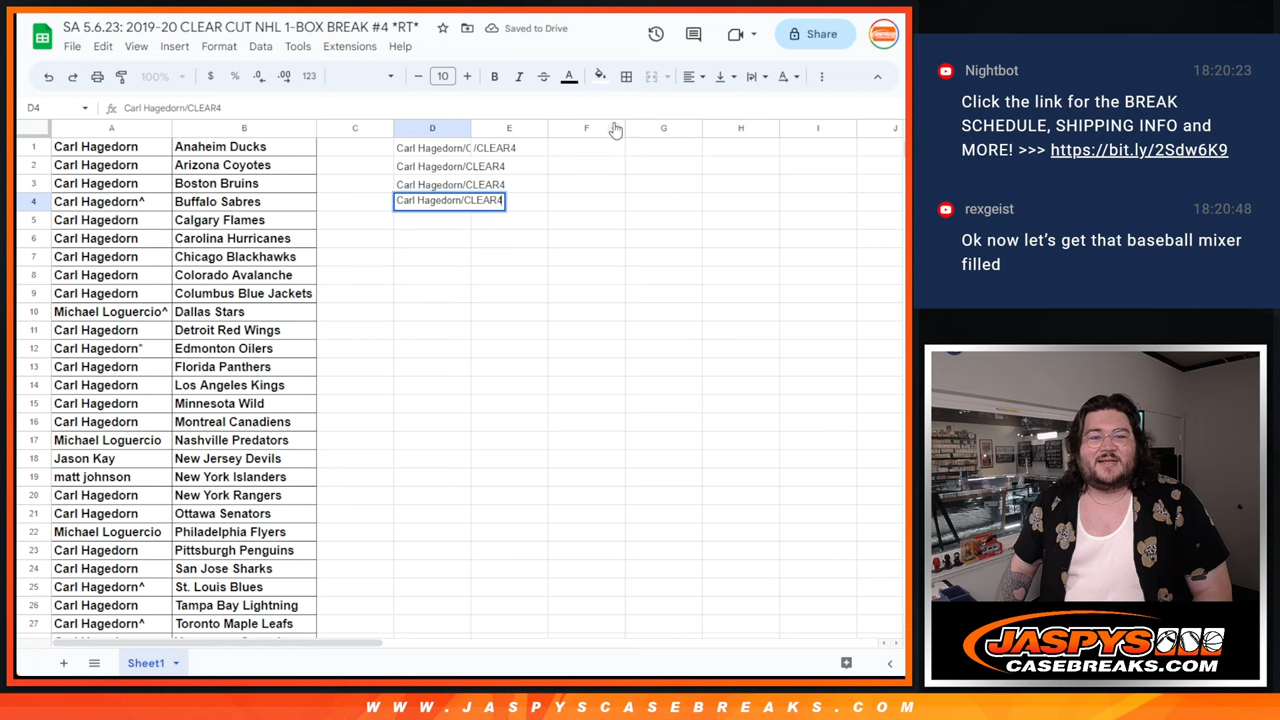 SA 5.6.23: 2019-20 CLEAR CUT NHL 1-BOX BREAK #4 *RT*
Saved to Drive
Share
File Edit View Insert Format Data Tools Extensions Help
100% $ % .0 .00 123 10 B I A
D4 Carl Hagedorn/CLEAR4
A B C D E F G H I J
1 Carl Hagedorn Anaheim Ducks Carl Hagedorn/C /CLEAR4
2 Carl Hagedorn Arizona Coyotes Carl Hagedorn/CLEAR4
3 Carl Hagedorn Boston Bruins Carl Hagedorn/CLEAR4
4 Carl Hagedorn^ Buffalo Sabres Carl Hagedorn/CLEAR4
5 Carl Hagedorn Calgary Flames
6 Carl Hagedorn Carolina Hurricanes
7 Carl Hagedorn Chicago Blackhawks
8 Carl Hagedorn Colorado Avalanche
9 Carl Hagedorn Columbus Blue Jackets
10 Michael Loguercio^ Dallas Stars
11 Carl Hagedorn Detroit Red Wings
12 Carl Hagedorn^ Edmonton Oilers
13 Carl Hagedorn Florida Panthers
14 Carl Hagedorn Los Angeles Kings
15 Carl Hagedorn Minnesota Wild
16 Carl Hagedorn Montreal Canadiens
17 Michael Loguercio Nashville Predators
18 Jason Kay New Jersey Devils
19 matt johnson New York Islanders
20 Carl Hagedorn New York Rangers
21 Carl Hagedorn Ottawa Senators
22 Michael Loguercio Philadelphia Flyers
23 Carl Hagedorn Pittsburgh Penguins
24 Carl Hagedorn San Jose Sharks
25 Carl Hagedorn^ St. Louis Blues
26 Carl Hagedorn Tampa Bay Lightning
27 Carl Hagedorn^ Toronto Maple Leafs
Sheet1
Nightbot 18:20:23
Click the link for the BREAK
SCHEDULE, SHIPPING INFO and
MORE! >>> https://bit.ly/2Sdw6K9
rexgeist 18:20:48
Ok now let's get that baseball mixer
filled
JASPYS
CASEBREAKS.COM
WWW.JASPYSCASEBREAKS.COM